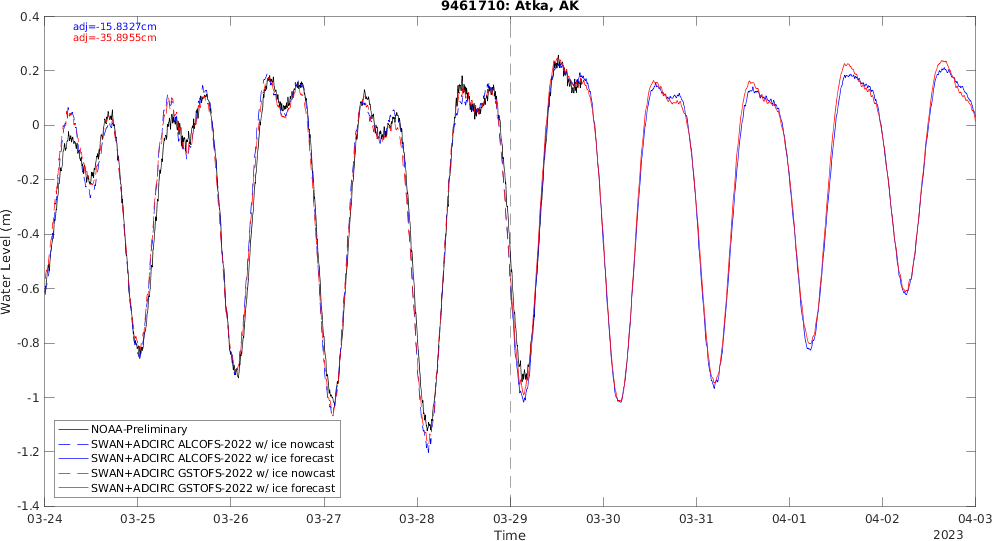 9461710: Atka, AK
adj=-15.8327cm
adj=-35.8955cm
0.4
0.2
0
-0.2
-0.4
-0.6
-0.8
-1
-1.2
-1.4
Water Level (m)
NOAA-Preliminary
SWAN+ADCIRC ALCOFS-2022 w/ ice nowcast
SWAN+ADCIRC ALCOFS-2022 w/ ice forecast
SWAN+ADCIRC GSTOFS-2022 w/ ice nowcast
SWAN+ADCIRC GSTOFS-2022 w/ ice forecast
03-24 03-25 03-26 03-27 03-28 03-29 03-30 03-31 04-01 04-02 04-03
Time
2023